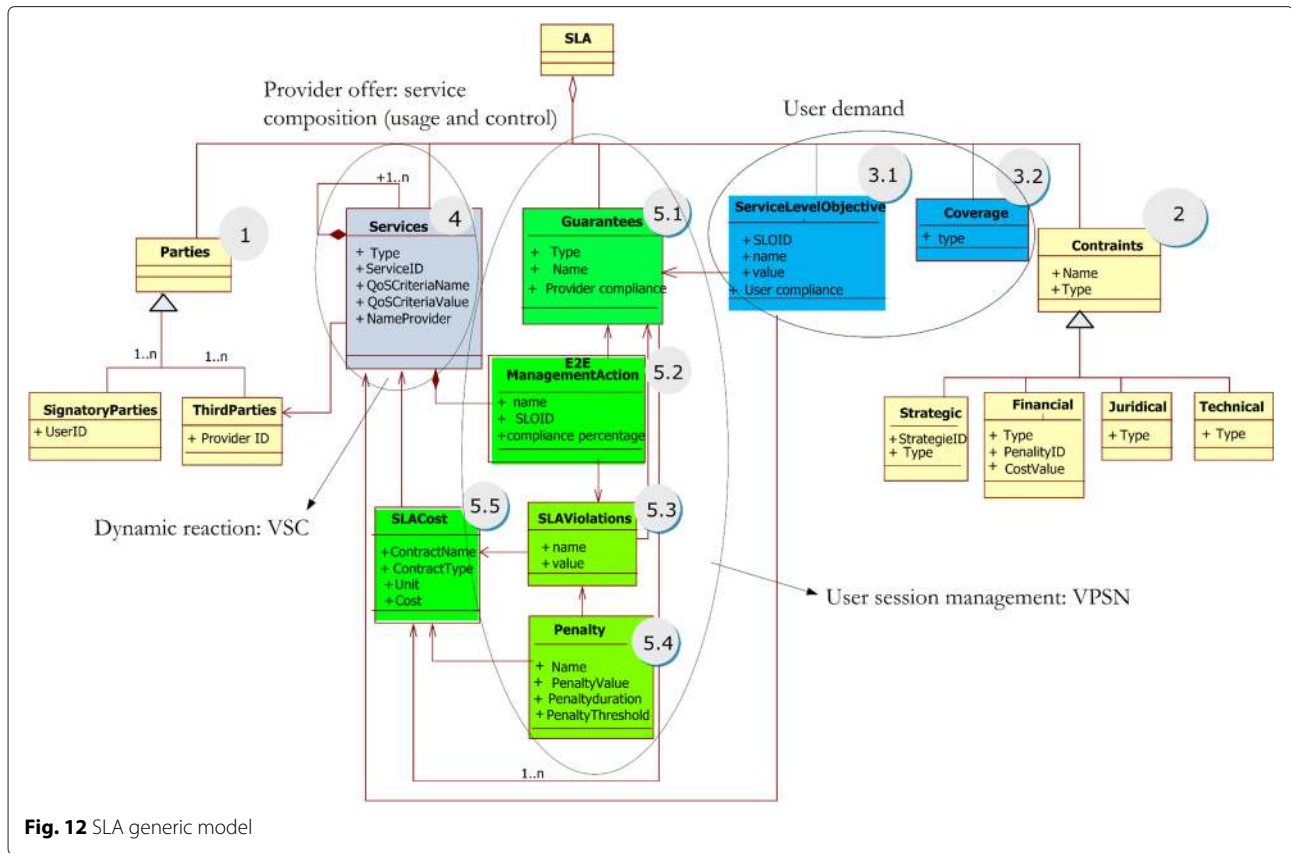 SLA
Provider offer: service
composition (usage and control)
User demand
+1..n
1
Parties
4
Services
+ Type
+ServiceID
+QoSCriteriaName
+QoSCriteriaValue
+NameProvider
5.1
Guarantees
+ Type
+ Name
+ Provider compliance
3.1
ServiceLevelObjective
+SLOID
+name
+value
+ User compliance
3.2
Coverage
+ type
2
Contraints
+Name
+Type
1..n
1..n
SignatoryParties
+UserID
ThirdParties
+ Provider ID
5.2
E2E
ManagementAction
+ name
+ SLOID
+compliance percentage
Strategic
+StrategieID
+ Type
Financial
+ Type
+ PenalityID
+ CostValue
Juridical
+Type
Technical
+ Type
Dynamic reaction: VSC
5.5
SLACost
+ContractName
+ContractType
+Unit
+Cost
5.3
SLAViolations
+name
+value
User session management: VPSN
5.4
Penalty
+ Name
+PenaltyValue
+Penaltyduration
+PenaltyThreshold
1..n
Fig. 12 SLA generic model